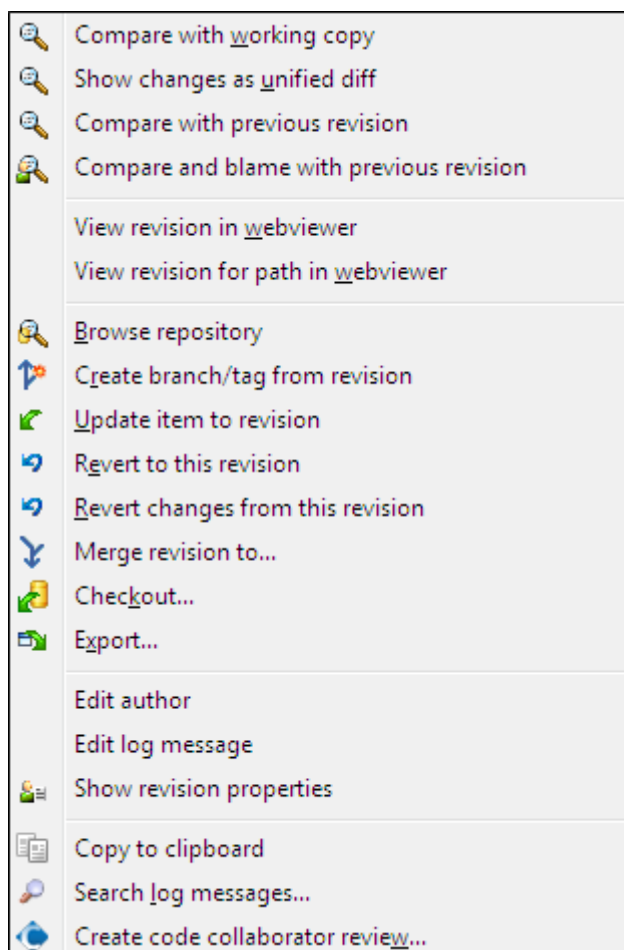 Compare with working copy
Show changes as unified diff
Compare with previous revision
Compare and blame with previous revision
View revision in webviewer
View revision for path in webviewer
Browse repository
Create branch/tag from revision
Update item to revision
Revert to this revision
Revert changes from this revision
Merge revision to...
Checkout...
Export...
Edit author
Edit log message
Show revision properties
Copy to clipboard
Search log messages...
Create code collaborator review...